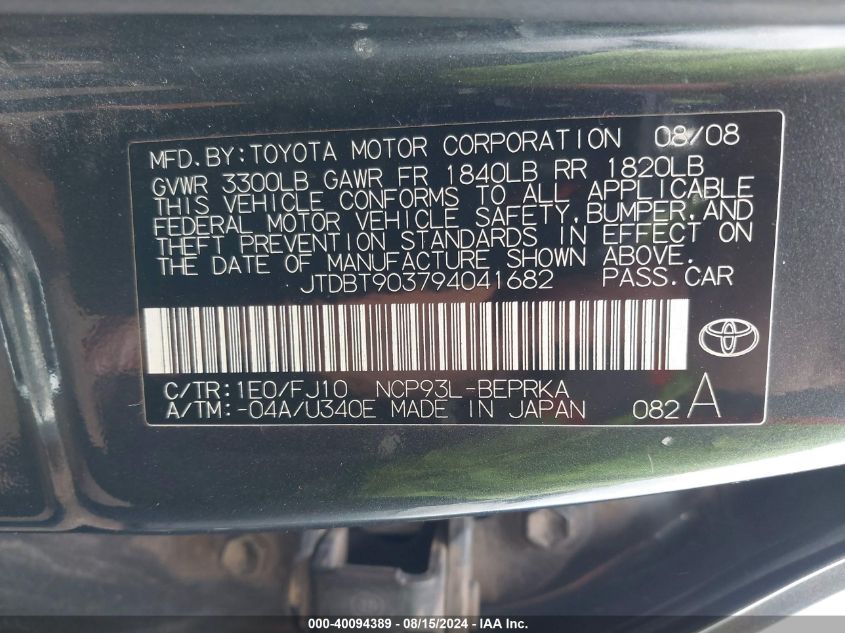 MFD.BY:TOYOTA MOTOR CORPORATION 08/08
GVWR 3300LB GAWR FR 1840LB RR 1820LB
THIS VEHICLE CONFORMS TO ALL APPLICABLE
FEDERAL MOTOR VEHICLE SAFETY,BUMPER,AND
THEFT PREVENTION STANDARDS IN EFFECT ON
THE DATE OF MANUFACTURE SHOWN ABOVE.
JTDBT903794041682 PASS.CAR
C/TR:1E0/FJ10 NCP93L-BEPRKA
A/TM:-04A/U340E MADE IN JAPAN 082 A
000-40094389 - 08/15/2024 - IAA Inc.